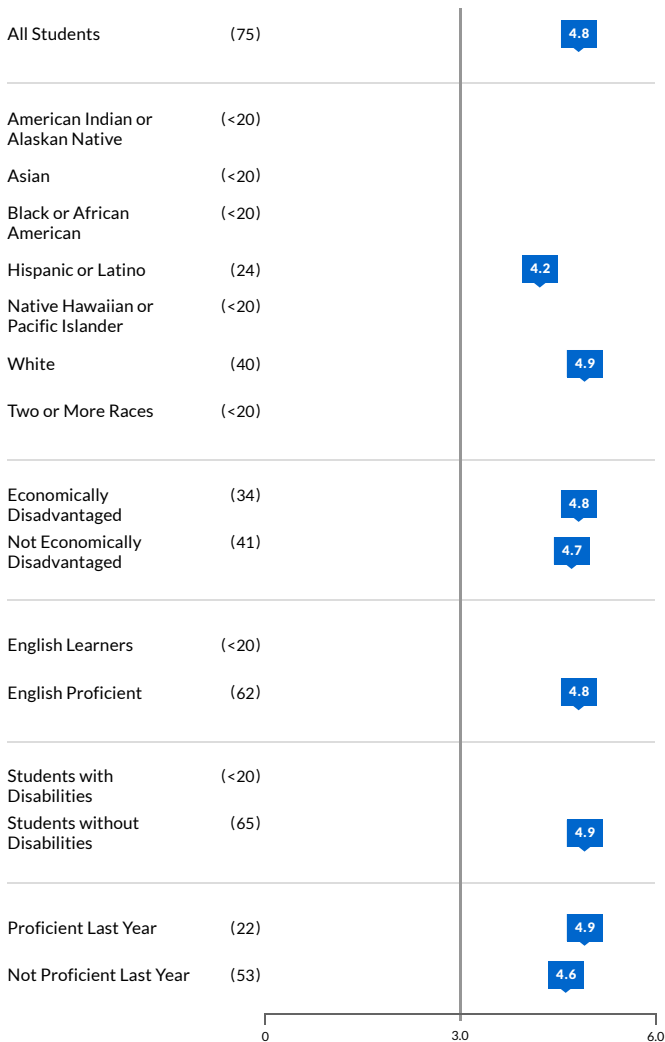 All Students (75) 4.8
American Indian or (<20)
Alaskan Native
Asian (<20)
Black or African (<20)
American
Hispanic or Latino (24) 4.2
Native Hawaiian or (<20)
Pacific Islander
White (40) 4.9
Two or More Races (<20)
Economically (34) 4.8
Disadvantaged
Not Economically (41) 4.7
Disadvantaged
English Learners (<20)
English Proficient (62) 4.8
Students with (<20)
Disabilities
Students without (65) 4.9
Disabilities
Proficient Last Year (22) 4.9
Not Proficient Last Year (53) 4.6
0 3.0 6.0